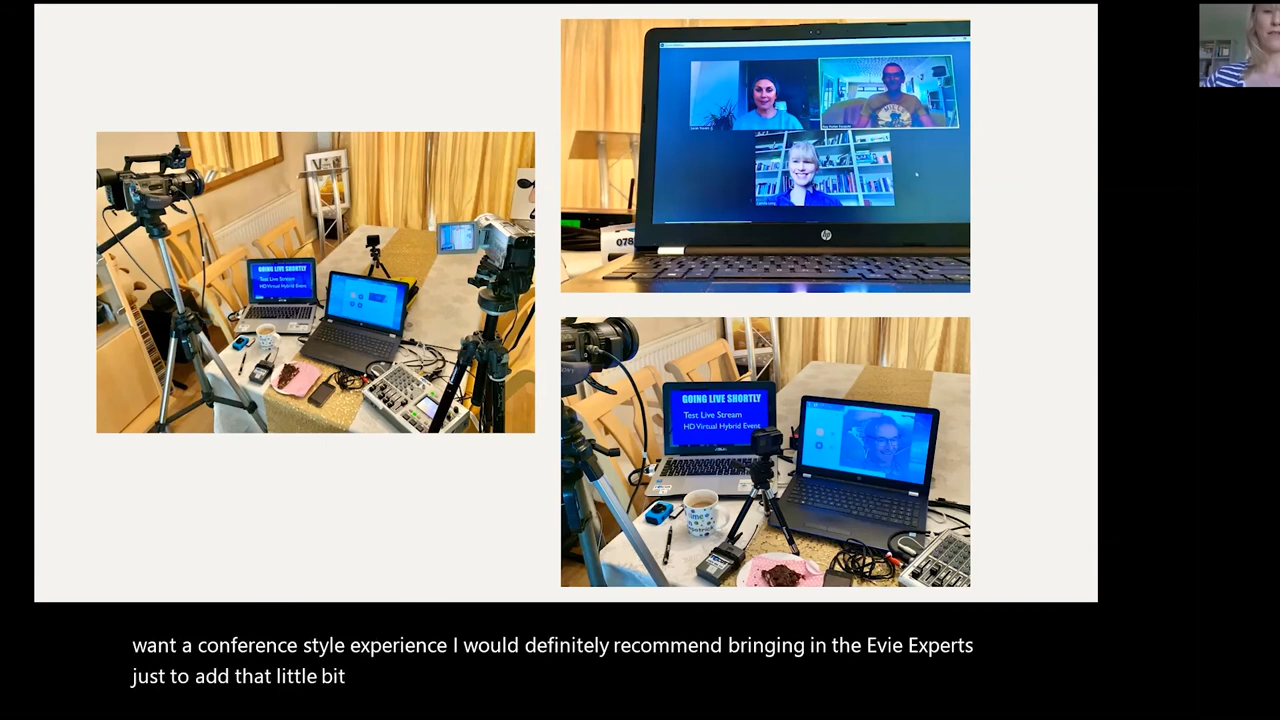 GOING LIVE SHORTLY
Test Live Stream
HD Virtual Hybrid Event
hp
078
GOING LIVE SHORTLY
Test Live Stream
HD Virtual Hybrid Event
want a conference style experience I would definitely recommend bringing in the Evie Experts
just to add that little bit